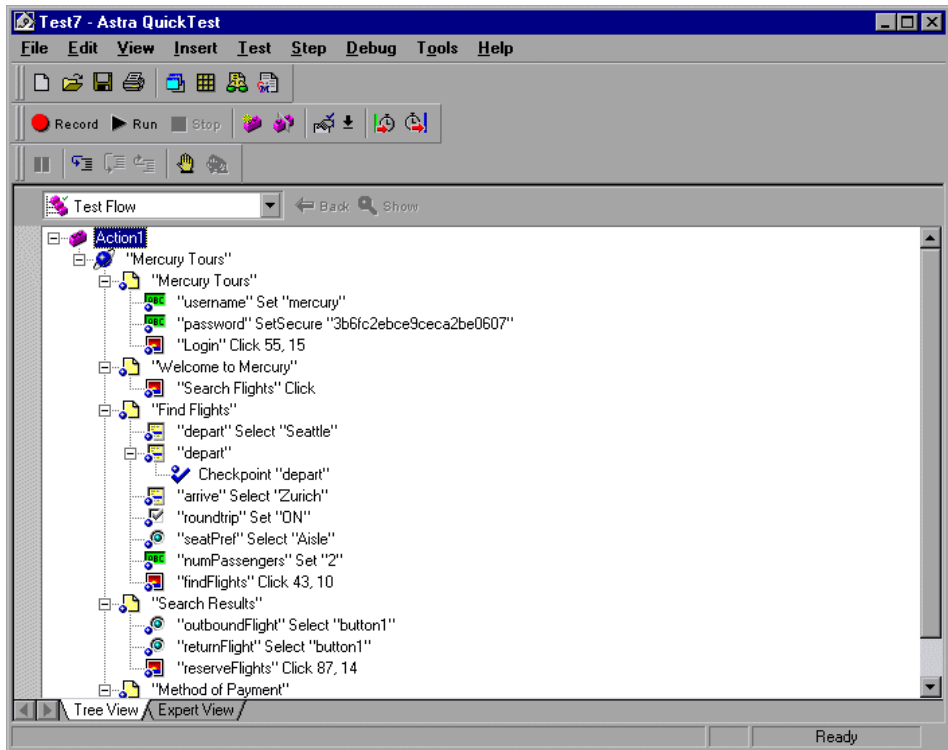 Test7 - Astra QuickTest
File Edit View Insert Test Step Debug Tools Help
Record Run Stop
Test Flow Back Show
Action1
"Mercury Tours"
"Mercury Tours"
"username" Set "mercury"
"password" SetSecure "3b6fc2ebce9ceca2be0607"
"Login" Click 55, 15
"Welcome to Mercury"
"Search Flights" Click
"Find Flights"
"depart" Select "Seattle"
"depart"
Checkpoint "depart"
"arrive" Select "Zurich"
"roundtrip" Set "ON"
"seatPref" Select "Aisle"
"numPassengers" Set "2"
"findFlights" Click 43, 10
"Search Results"
"outboundFlight" Select "button1"
"returnFlight" Select "button1"
"reserveFlights" Click 87, 14
"Method of Payment"
Tree View Expert View
Ready